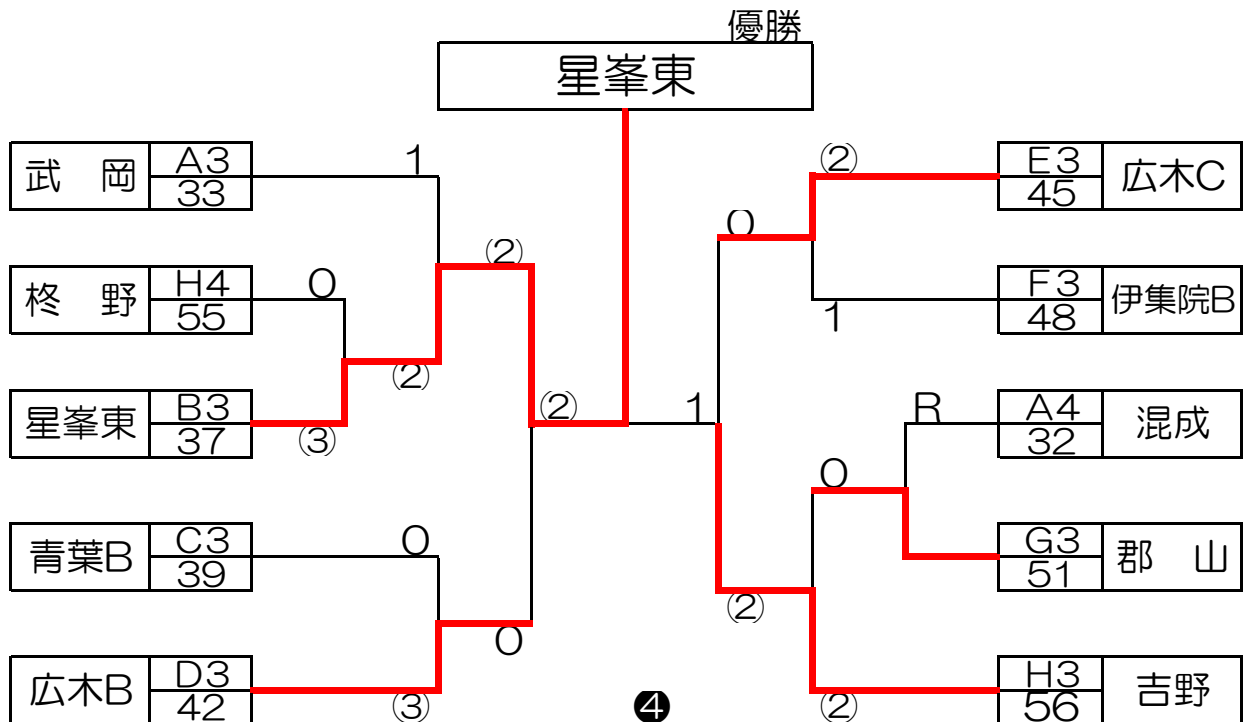 優勝
星峯東
武　岡 A3 33
1
柊　野 H4 55
0
星峯東 B3 37
③
②
②
青葉B C3 39
0
広木B D3 42
③
0
②
1
②
E3 45 広木C
0
1
F3 48 伊集院B
R
A4 32 混成
0
G3 51 郡　山
②
②
H3 56 吉野
❹